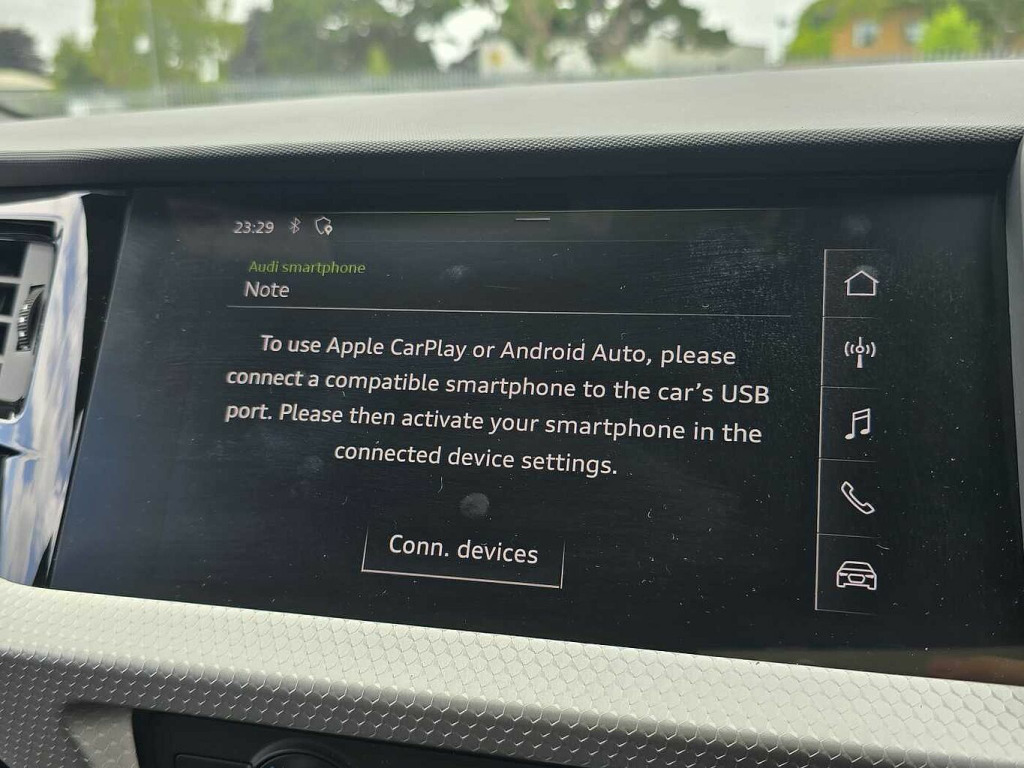 23:29
Audi smartphone
Note
To use Apple CarPlay or Android Auto, please
connect a compatible smartphone to the car's USB
port. Please then activate your smartphone in the
connected device settings.
Conn. devices